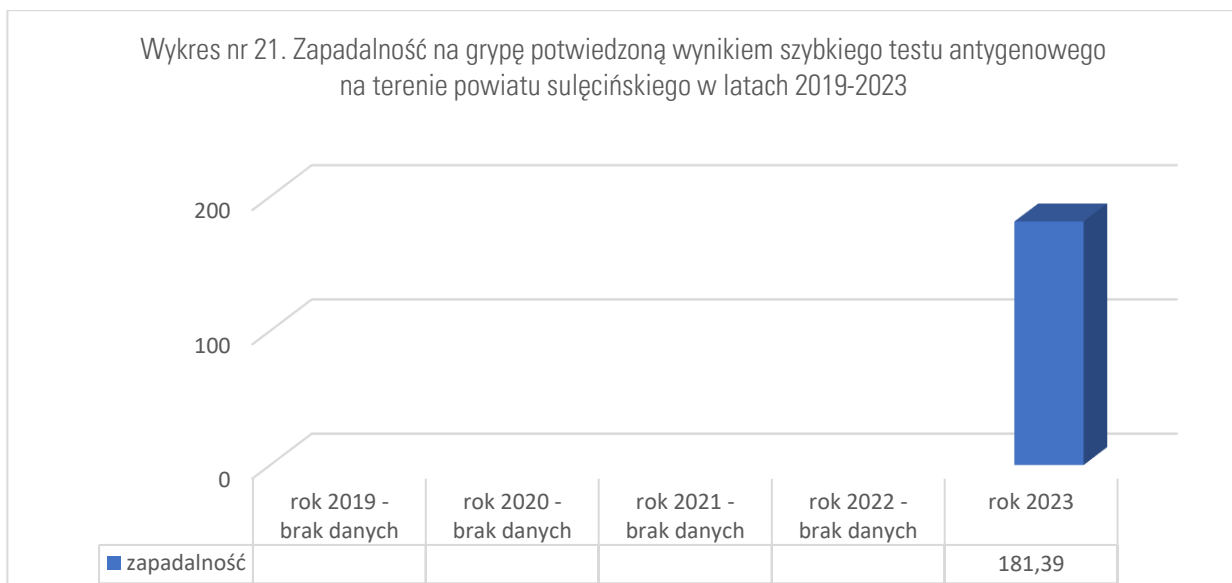 Wykres nr 21. Zapadalność na grypę potwiedzoną wynikiem szybkiego testu antygenowego
na terenie powiatu sulęcińskiego w latach 2019-2023
200
100
0
rok 2019 -
brak danych
rok 2020 -
brak danych
rok 2021 -
brak danych
rok 2022 -
brak danych
rok 2023
zapadalność
181,39